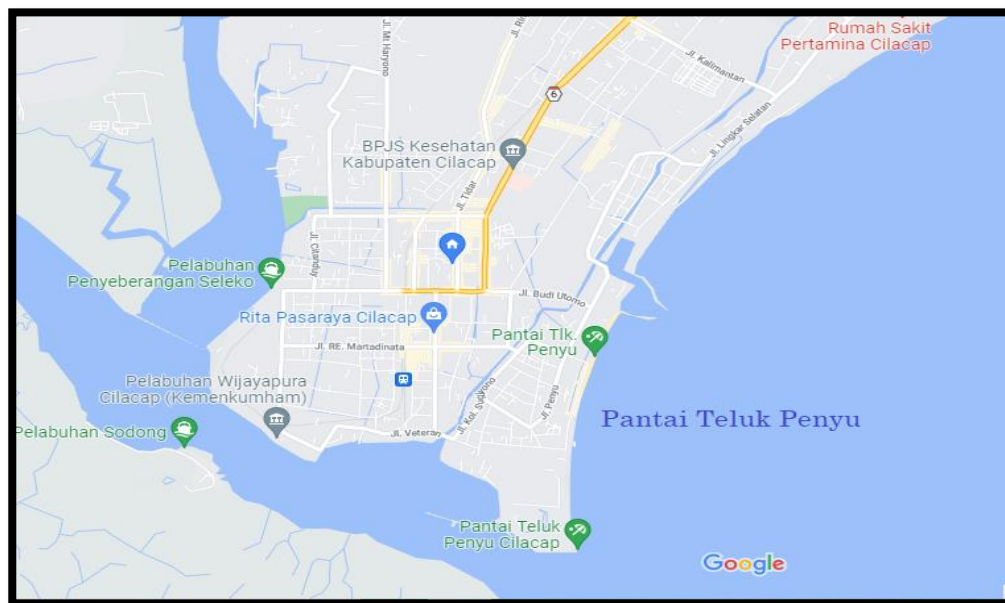 Rumah Sakit
Pertamina Cilacap
Jl. Mt Haryono
Jl. Kalimantan
6
Jl. Lingkar Selatan
BPJS Kesehatan
Kabupaten Cilacap
Jl. Tidar
Jl. Citanduy
Pelabuhan
Penyeberangan Seleko
Jl. Budi Utomo
Rita Pasaraya Cilacap
Pantai Tlk.
Penyu
Jl. RE. Martadinata
Pelabuhan Wijayapura
Cilacap (Kemenkumham)
Jl. Kol. Sugiyono
Jl. Penyu
Pantai Teluk Penyu
Pelabuhan Sodong
Jl. Veteran
Pantai Teluk
Penyu Cilacap
Google